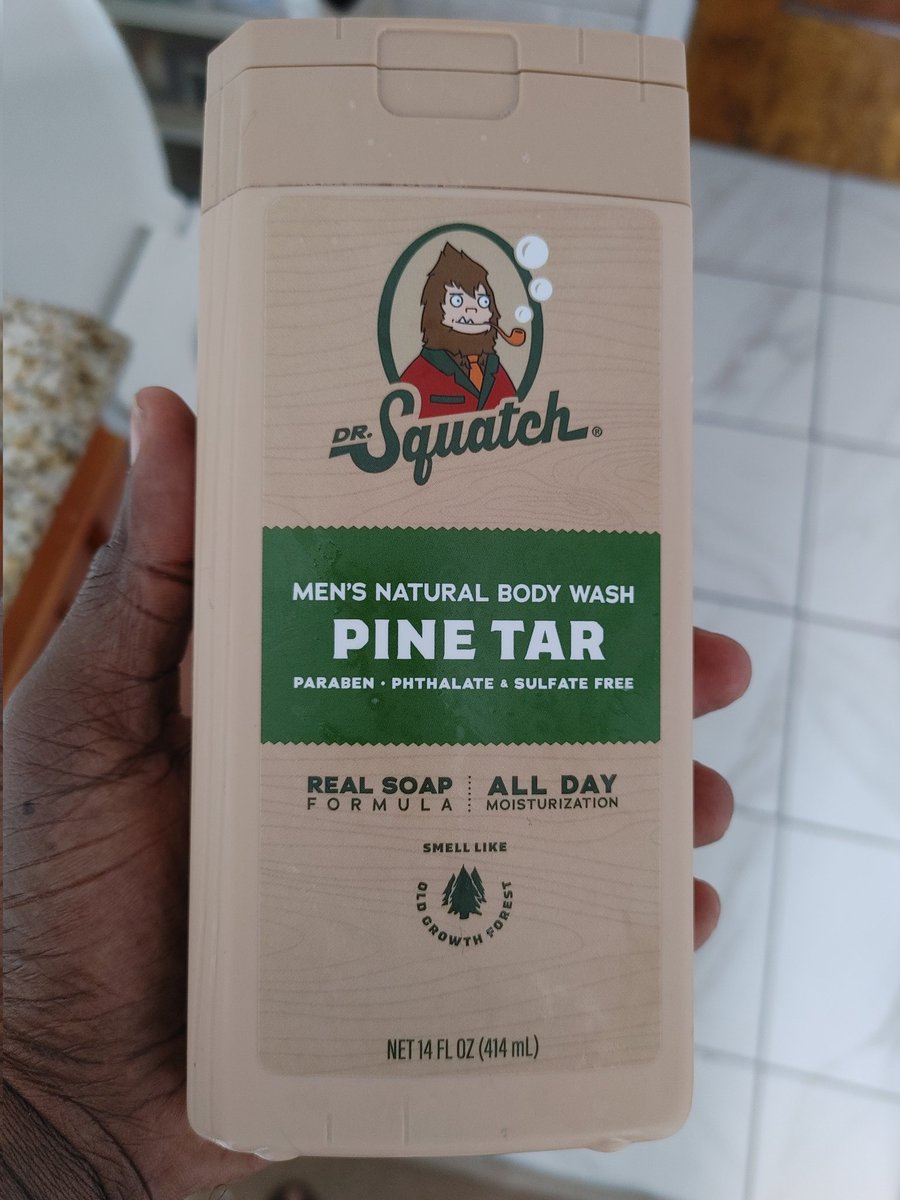 DR. Squatch®
MEN'S NATURAL BODY WASH
PINE TAR
PARABEN • PHTHALATE & SULFATE FREE
REAL SOAP
FORMULA
ALL DAY
MOISTURIZATION
SMELL LIKE
OLD GROWTH FOREST
NET 14 FL OZ (414 mL)